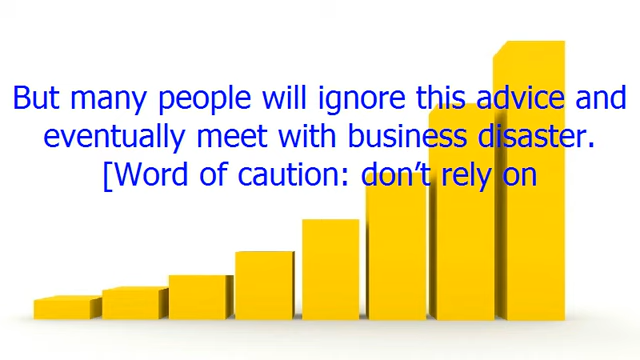 But many people will ignore this advice and
eventually meet with business disaster.
[Word of caution: don’t rely on